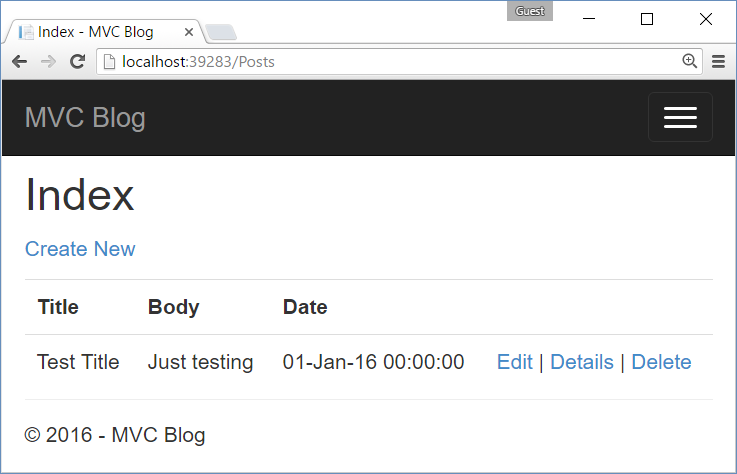 Guest
Index - MVC Blog
localhost:39283/Posts
MVC Blog
Index
Create New
Title Body Date
Test Title Just testing 01-Jan-16 00:00:00 Edit | Details | Delete
© 2016 - MVC Blog